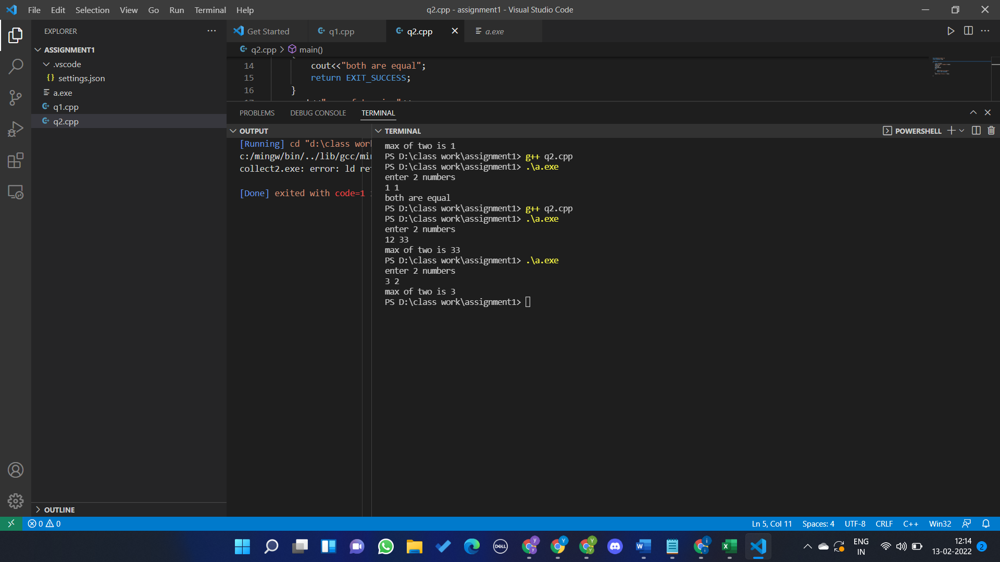 File Edit Selection View Go Run Terminal Help
q2.cpp - assignment1 - Visual Studio Code
EXPLORER
ASSIGNMENT1
.vscode
{} settings.json
a.exe
q1.cpp
q2.cpp
OUTLINE
Get Started
q1.cpp
q2.cpp
a.exe
q2.cpp > main()
14 cout<<"both are equal";
15 return EXIT_SUCCESS;
16 }
PROBLEMS DEBUG CONSOLE TERMINAL
OUTPUT
[Running] cd "d:\class
c:/mingw/bin/../lib/gcc/
collect2.exe: error: ld
[Done] exited with code=1
TERMINAL
POWERSHELL
max of two is 1
PS D:\class work\assignment1> g++ q2.cpp
PS D:\class work\assignment1> .\a.exe
enter 2 numbers
1 1
both are equal
PS D:\class work\assignment1> g++ q2.cpp
PS D:\class work\assignment1> .\a.exe
enter 2 numbers
12 33
max of two is 33
PS D:\class work\assignment1> .\a.exe
enter 2 numbers
3 2
max of two is 3
PS D:\class work\assignment1>
0 0
Ln 5, Col 11 Spaces: 4 UTF-8 CRLF C++ Win32
DELL
ENG
IN
12:14
13-02-2022
2